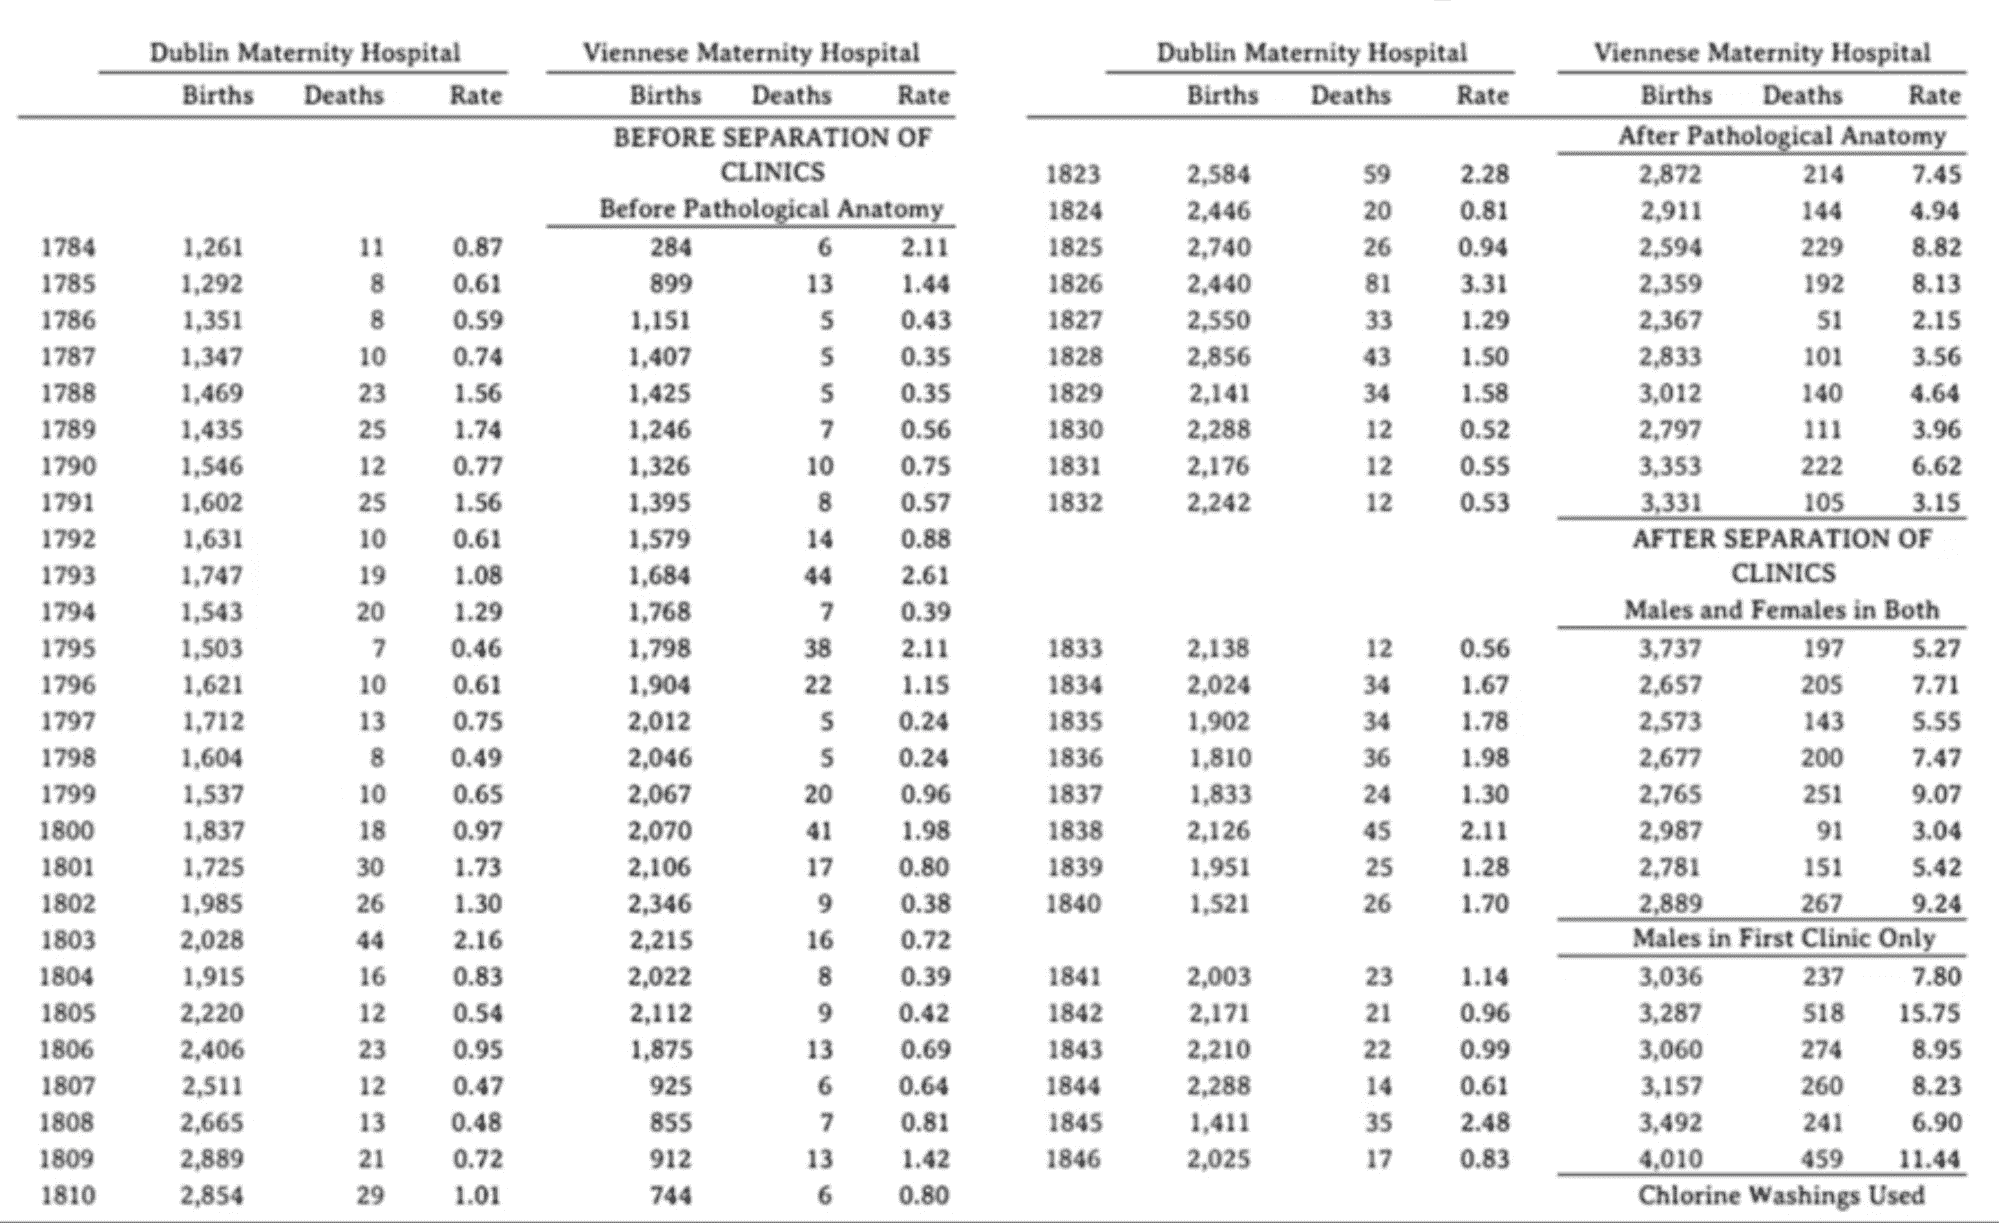 Dublin Maternity Hospital Viennese Maternity Hospital
Births Deaths Rate Births Deaths Rate
BEFORE SEPARATION OF
CLINICS
Before Pathological Anatomy
1784 1,261 11 0.87 284 6 2.11
1785 1,292 8 0.61 899 13 1.44
1786 1,351 8 0.59 1,151 5 0.43
1787 1,347 10 0.74 1,407 5 0.35
1788 1,469 23 1.56 1,425 5 0.35
1789 1,435 25 1.74 1,246 7 0.56
1790 1,546 12 0.77 1,326 10 0.75
1791 1,602 25 1.56 1,395 8 0.57
1792 1,631 10 0.61 1,579 14 0.88
1793 1,747 19 1.08 1,684 44 2.61
1794 1,543 20 1.29 1,768 7 0.39
1795 1,503 7 0.46 1,798 38 2.11
1796 1,621 10 0.61 1,904 22 1.15
1797 1,712 13 0.75 2,012 5 0.24
1798 1,604 8 0.49 2,046 5 0.24
1799 1,537 10 0.65 2,067 20 0.96
1800 1,837 18 0.97 2,070 41 1.98
1801 1,725 30 1.73 2,106 17 0.80
1802 1,985 26 1.30 2,346 9 0.38
1803 2,028 44 2.16 2,215 16 0.72
1804 1,915 16 0.83 2,022 8 0.39
1805 2,220 12 0.54 2,112 9 0.42
1806 2,406 23 0.95 1,875 13 0.69
1807 2,511 12 0.47 925 6 0.64
1808 2,665 13 0.48 855 7 0.81
1809 2,889 21 0.72 912 13 1.42
1810 2,854 29 1.01 744 6 0.80
Dublin Maternity Hospital Viennese Maternity Hospital
Births Deaths Rate Births Deaths Rate
After Pathological Anatomy
1823 2,584 59 2.28 2,872 214 7.45
1824 2,446 20 0.81 2,911 144 4.94
1825 2,740 26 0.94 2,594 229 8.82
1826 2,440 81 3.31 2,359 192 8.13
1827 2,550 33 1.29 2,367 51 2.15
1828 2,856 43 1.50 2,833 101 3.56
1829 2,141 34 1.58 3,012 140 4.64
1830 2,288 12 0.52 2,797 111 3.96
1831 2,176 12 0.55 3,353 222 6.62
1832 2,242 12 0.53 3,331 105 3.15
AFTER SEPARATION OF
CLINICS
Males and Females in Both
1833 2,138 12 0.56 3,737 197 5.27
1834 2,024 34 1.67 2,657 205 7.71
1835 1,902 34 1.78 2,573 143 5.55
1836 1,810 36 1.98 2,677 200 7.47
1837 1,833 24 1.30 2,765 251 9.07
1838 2,126 45 2.11 2,987 91 3.04
1839 1,951 25 1.28 2,781 151 5.42
1840 1,521 26 1.70 2,889 267 9.24
Males in First Clinic Only
1841 2,003 23 1.14 3,036 237 7.80
1842 2,171 21 0.96 3,287 518 15.75
1843 2,210 22 0.99 3,060 274 8.95
1844 2,288 14 0.61 3,157 260 8.23
1845 1,411 35 2.48 3,492 241 6.90
1846 2,025 17 0.83 4,010 459 11.44
Chlorine Washings Used